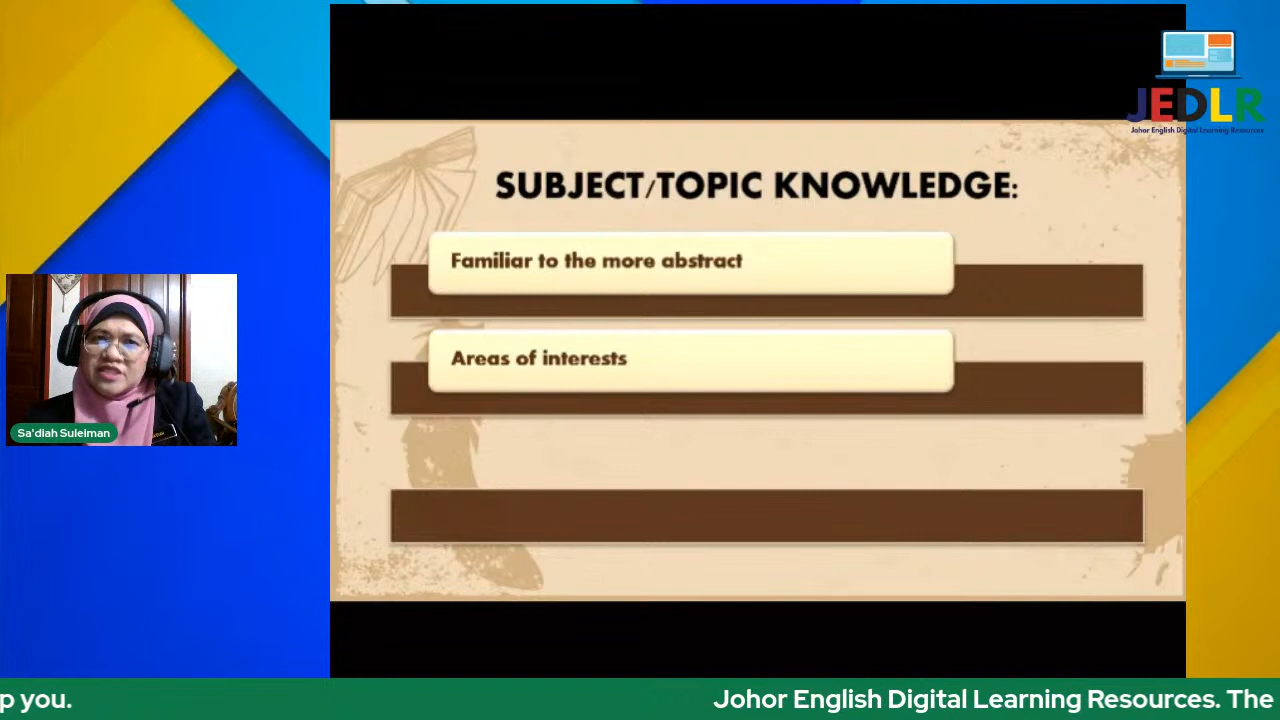 JEDLR
Johor English Digital Learning Resources
SUBJECT/TOPIC KNOWLEDGE:
Familiar to the more abstract
Areas of interests
Sa'diah Suleiman
p you.
Johor English Digital Learning Resources. The